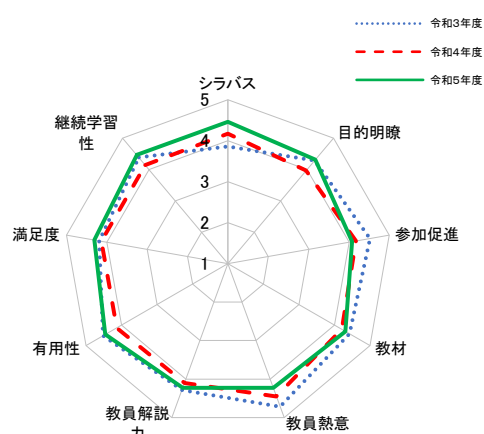 令和3年度
令和4年度
令和5年度
シラバス
5
4
3
2
1
目的明瞭
参加促進
教材
教員熱意
教員解説
力
有用性
満足度
継続学習
性